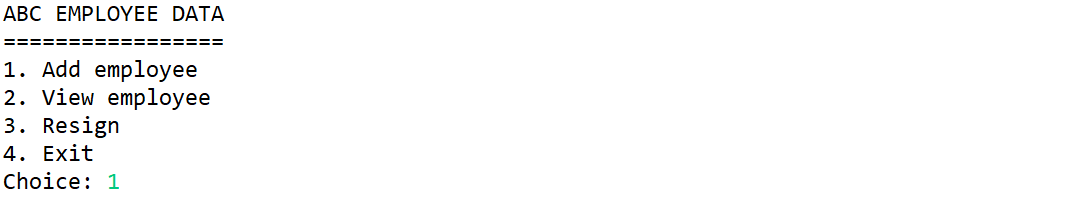 ABC EMPLOYEE DATA
=================
1. Add employee
2. View employee
3. Resign
4. Exit
Choice: 1